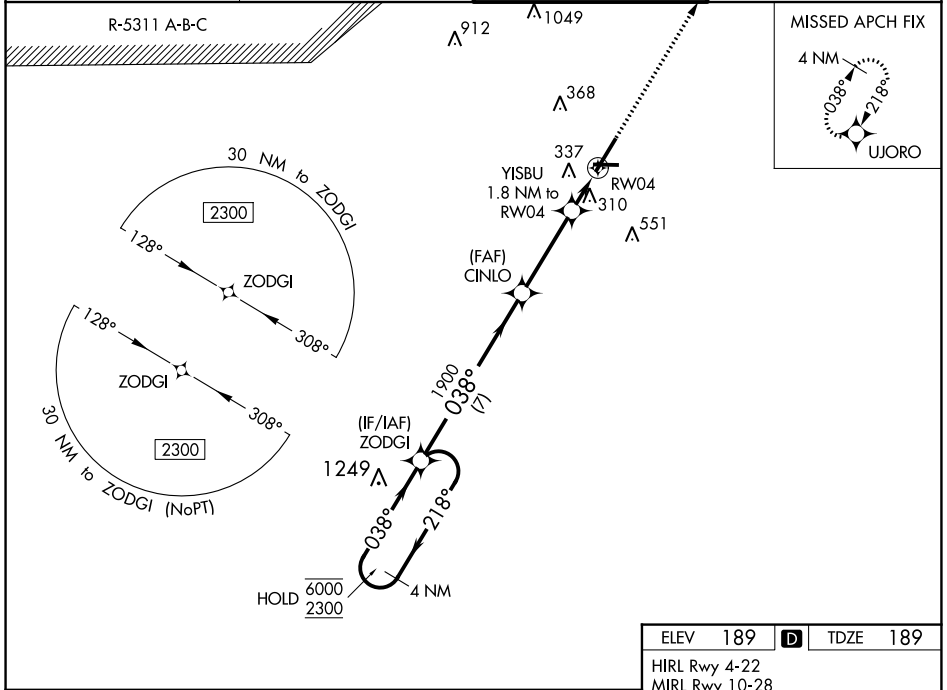 R-5311 A-B-C
912
1049
MISSED APCH FIX
4 NM
038°
218°
UJORO
368
337
YISBU
1.8 NM to
RW04
RW04
310
551
30 NM to ZODGI
2300
128°
ZODGI
308°
(FAF)
CINLO
128°
ZODGI
308°
2300
30 NM to ZODGI (NoPT)
1900
038°
(7)
(IF/IAF)
ZODGI
1249
038°
218°
HOLD 6000
2300
4 NM
ELEV 189 D TDZE 189
HIRL Rwy 4-22
MIRL Rwy 10-28